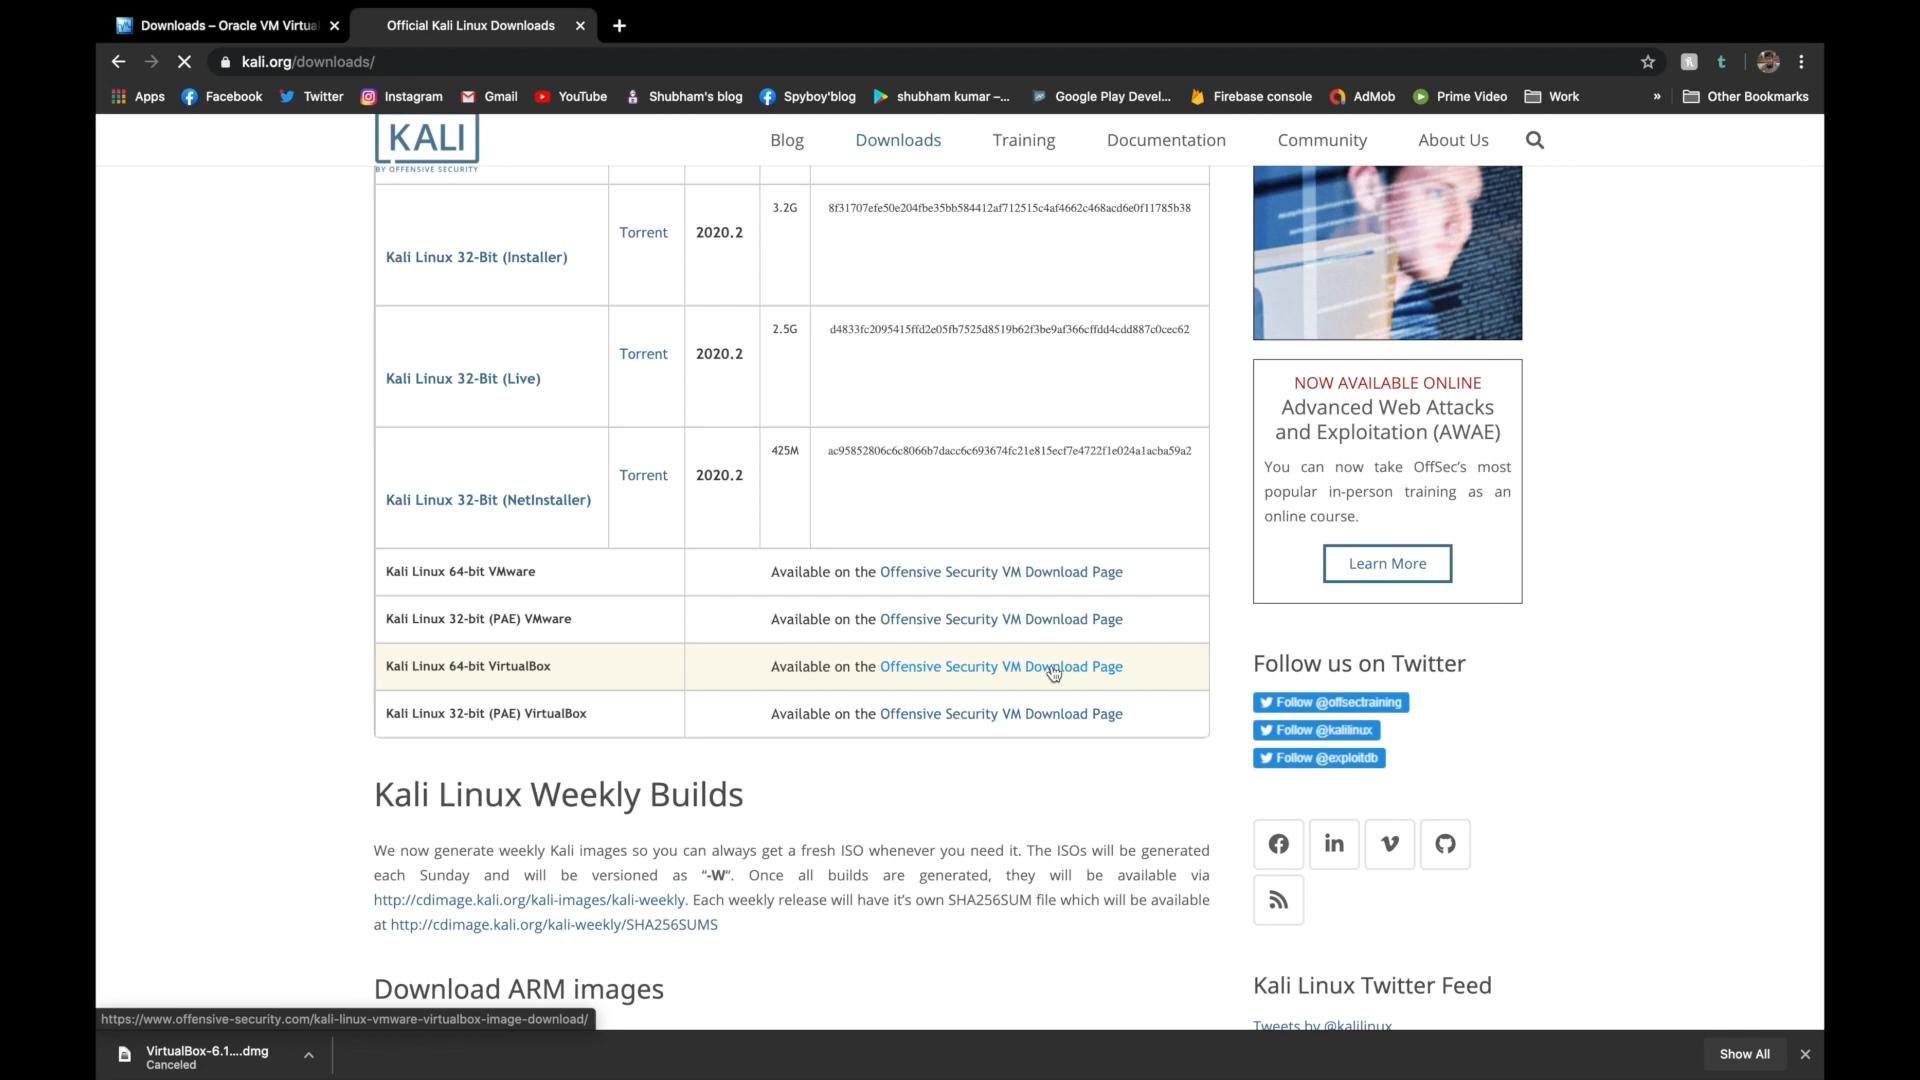 Downloads – Oracle VM Virtua
Official Kali Linux Downloads
kali.org/downloads/
Apps
Facebook
Twitter
Instagram
Gmail
YouTube
Shubham's blog
Spyboy'blog
shubham kumar –...
Google Play Devel...
Firebase console
AdMob
Prime Video
Work
»
Other Bookmarks
KALI
BY OFFENSIVE SECURITY
Blog
Downloads
Training
Documentation
Community
About Us
Kali Linux 32-Bit (Installer)
Torrent
2020.2
3.2G
8f31707efe50e204fbe35bb584412af712515c4af4662c468acd6e0f11785b38
Kali Linux 32-Bit (Live)
Torrent
2020.2
2.5G
d4833fc2095415ffd2e05fb7525d8519b62f3be9af366cffdd4cdd887c0cec62
Kali Linux 32-Bit (NetInstaller)
Torrent
2020.2
425M
ac95852806c6c8066b7dacc6c693674fc21e815ecf7e4722f1e024a1acba59a2
Kali Linux 64-bit VMware
Available on the Offensive Security VM Download Page
Kali Linux 32-bit (PAE) VMware
Available on the Offensive Security VM Download Page
Kali Linux 64-bit VirtualBox
Available on the Offensive Security VM Download Page
Kali Linux 32-bit (PAE) VirtualBox
Available on the Offensive Security VM Download Page
Kali Linux Weekly Builds
We now generate weekly Kali images so you can always get a fresh ISO whenever you need it. The ISOs will be generated
each Sunday and will be versioned as “-W“. Once all builds are generated, they will be available via
http://cdimage.kali.org/kali-images/kali-weekly. Each weekly release will have it’s own SHA256SUM file which will be available
at http://cdimage.kali.org/kali-weekly/SHA256SUMS
Download ARM images
NOW AVAILABLE ONLINE
Advanced Web Attacks
and Exploitation (AWAE)
You can now take OffSec’s most
popular in-person training as an
online course.
Learn More
Follow us on Twitter
Follow @offsectraining
Follow @kalilinux
Follow @exploitdb
Kali Linux Twitter Feed
Tweets by @kalilinux
https://www.offensive-security.com/kali-linux-vmware-virtualbox-image-download/
VirtualBox-6.1....dmg
Canceled
Show All